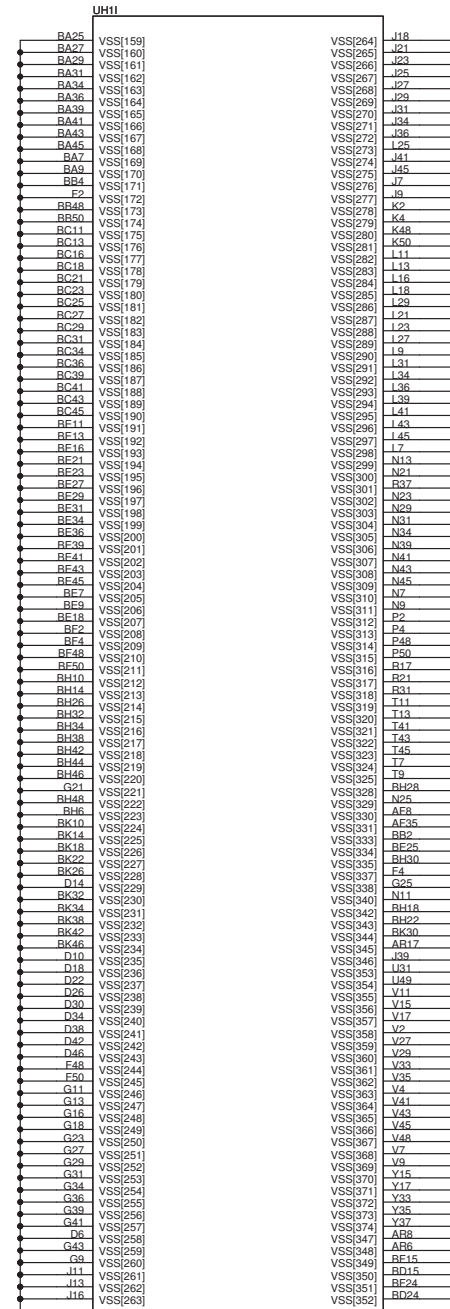 UH1I
BA25 VSS[159] VSS[264] J18
BA27 VSS[160] VSS[265] J21
BA29 VSS[161] VSS[266] J23
BA31 VSS[162] VSS[267] J25
BA34 VSS[163] VSS[268] J27
BA36 VSS[164] VSS[269] J29
BA39 VSS[165] VSS[270] J31
BA41 VSS[166] VSS[271] J34
BA43 VSS[167] VSS[272] J36
BA45 VSS[168] VSS[273] L25
BA7 VSS[169] VSS[274] J41
BA9 VSS[170] VSS[275] J45
BB4 VSS[171] VSS[276] J7
F2 VSS[172] VSS[277] J9
BB48 VSS[173] VSS[278] K2
BB50 VSS[174] VSS[279] K4
BC11 VSS[175] VSS[280] K48
BC13 VSS[176] VSS[281] K50
BC16 VSS[177] VSS[282] L11
BC18 VSS[178] VSS[283] L13
BC21 VSS[179] VSS[284] L16
BC23 VSS[180] VSS[285] L18
BC25 VSS[181] VSS[286] L29
BC27 VSS[182] VSS[287] L21
BC29 VSS[183] VSS[288] L23
BC31 VSS[184] VSS[289] L27
BC34 VSS[185] VSS[290] L9
BC36 VSS[186] VSS[291] L31
BC39 VSS[187] VSS[292] L34
BC41 VSS[188] VSS[293] L36
BC43 VSS[189] VSS[294] L39
BC45 VSS[190] VSS[295] L41
BE11 VSS[191] VSS[296] L43
BE13 VSS[192] VSS[297] L45
BE16 VSS[193] VSS[298] L7
BE21 VSS[194] VSS[299] N13
BE23 VSS[195] VSS[300] N21
BE27 VSS[196] VSS[301] R37
BE29 VSS[197] VSS[302] N23
BE31 VSS[198] VSS[303] N29
BE34 VSS[199] VSS[304] N31
BE36 VSS[200] VSS[305] N34
BE39 VSS[201] VSS[306] N39
BE41 VSS[202] VSS[307] N41
BE43 VSS[203] VSS[308] N43
BE45 VSS[204] VSS[309] N45
BE7 VSS[205] VSS[310] N7
BE9 VSS[206] VSS[311] N9
BE18 VSS[207] VSS[312] P2
BF2 VSS[208] VSS[313] P4
BF4 VSS[209] VSS[314] P48
BF48 VSS[210] VSS[315] P50
BF50 VSS[211] VSS[316] R17
BH10 VSS[212] VSS[317] R21
BH14 VSS[213] VSS[318] R31
BH26 VSS[214] VSS[319] T11
BH32 VSS[215] VSS[320] T13
BH34 VSS[216] VSS[321] T41
BH38 VSS[217] VSS[322] T43
BH42 VSS[218] VSS[323] T45
BH44 VSS[219] VSS[324] T7
BH46 VSS[220] VSS[325] T9
G21 VSS[221] VSS[328] BH28
BH48 VSS[222] VSS[329] N25
BH6 VSS[223] VSS[330] AF8
BK10 VSS[224] VSS[331] AF35
BK14 VSS[225] VSS[333] BB2
BK18 VSS[226] VSS[334] BE25
BK22 VSS[227] VSS[335] BH30
BK26 VSS[228] VSS[337] F4
D14 VSS[229] VSS[338] G25
BK32 VSS[230] VSS[340] N11
BK34 VSS[231] VSS[342] BH18
BK38 VSS[232] VSS[343] BH22
BK42 VSS[233] VSS[344] BK30
BK46 VSS[234] VSS[345] AR17
D10 VSS[235] VSS[346] J39
D18 VSS[236] VSS[353] U31
D22 VSS[237] VSS[354] U49
D26 VSS[238] VSS[355] V11
D30 VSS[239] VSS[356] V15
D34 VSS[240] VSS[357] V17
D38 VSS[241] VSS[358] V2
D42 VSS[242] VSS[359] V27
D46 VSS[243] VSS[360] V29
F48 VSS[244] VSS[361] V33
F50 VSS[245] VSS[362] V35
G11 VSS[246] VSS[363] V4
G13 VSS[247] VSS[364] V41
G16 VSS[248] VSS[365] V43
G18 VSS[249] VSS[366] V45
G23 VSS[250] VSS[367] V48
G27 VSS[251] VSS[368] V7
G29 VSS[252] VSS[369] V9
G31 VSS[253] VSS[370] Y15
G34 VSS[254] VSS[371] Y17
G36 VSS[255] VSS[372] Y33
G39 VSS[256] VSS[373] Y35
G41 VSS[257] VSS[374] Y37
D6 VSS[258] VSS[347] AR8
G43 VSS[259] VSS[348] AR6
G9 VSS[260] VSS[349] BF15
J11 VSS[261] VSS[350] BD15
J13 VSS[262] VSS[351] BF24
J16 VSS[263] VSS[352] BD24